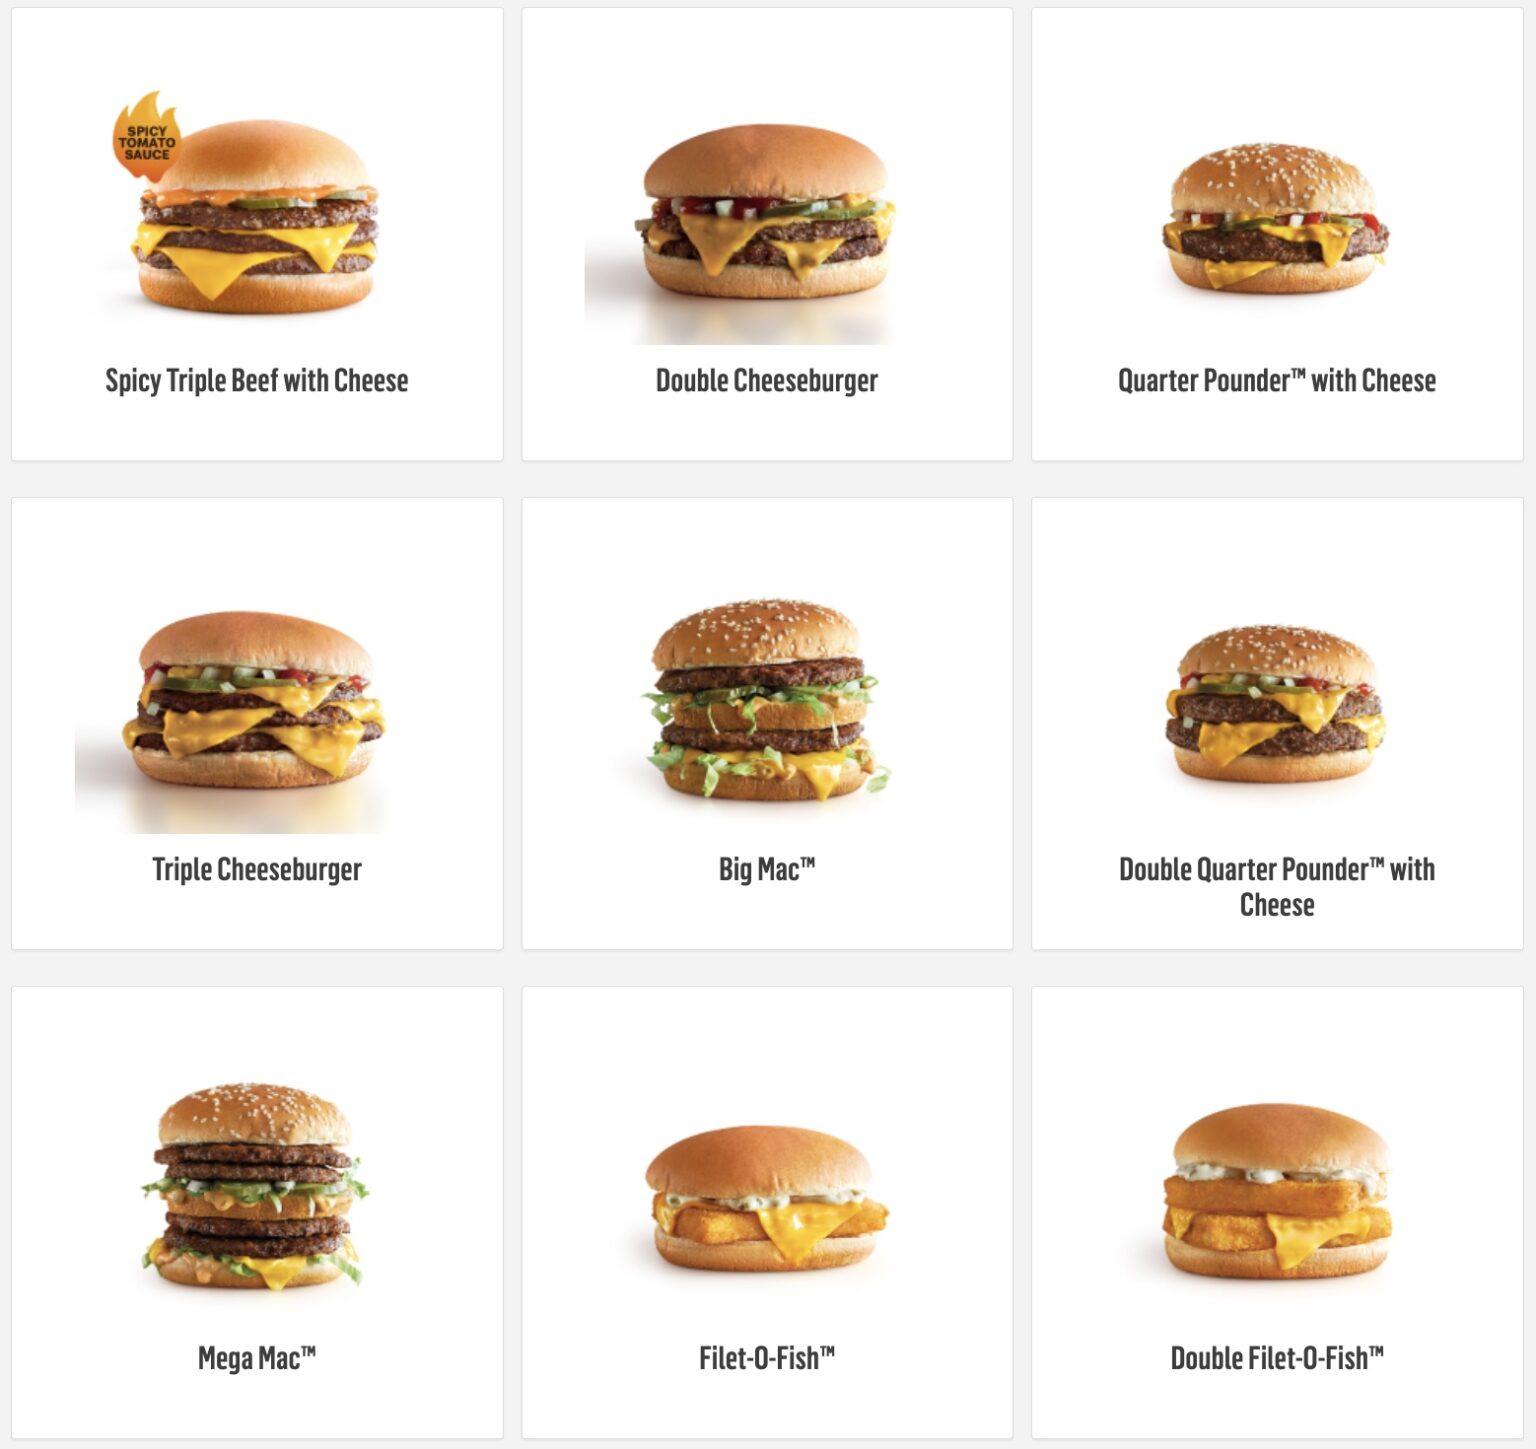 SPICY
TOMATO
SAUCE
Spicy Triple Beef with Cheese
Double Cheeseburger
Quarter Pounder™ with Cheese
Triple Cheeseburger
Big Mac™
Double Quarter Pounder™ with
Cheese
Mega Mac™
Filet-O-Fish™
Double Filet-O-Fish™